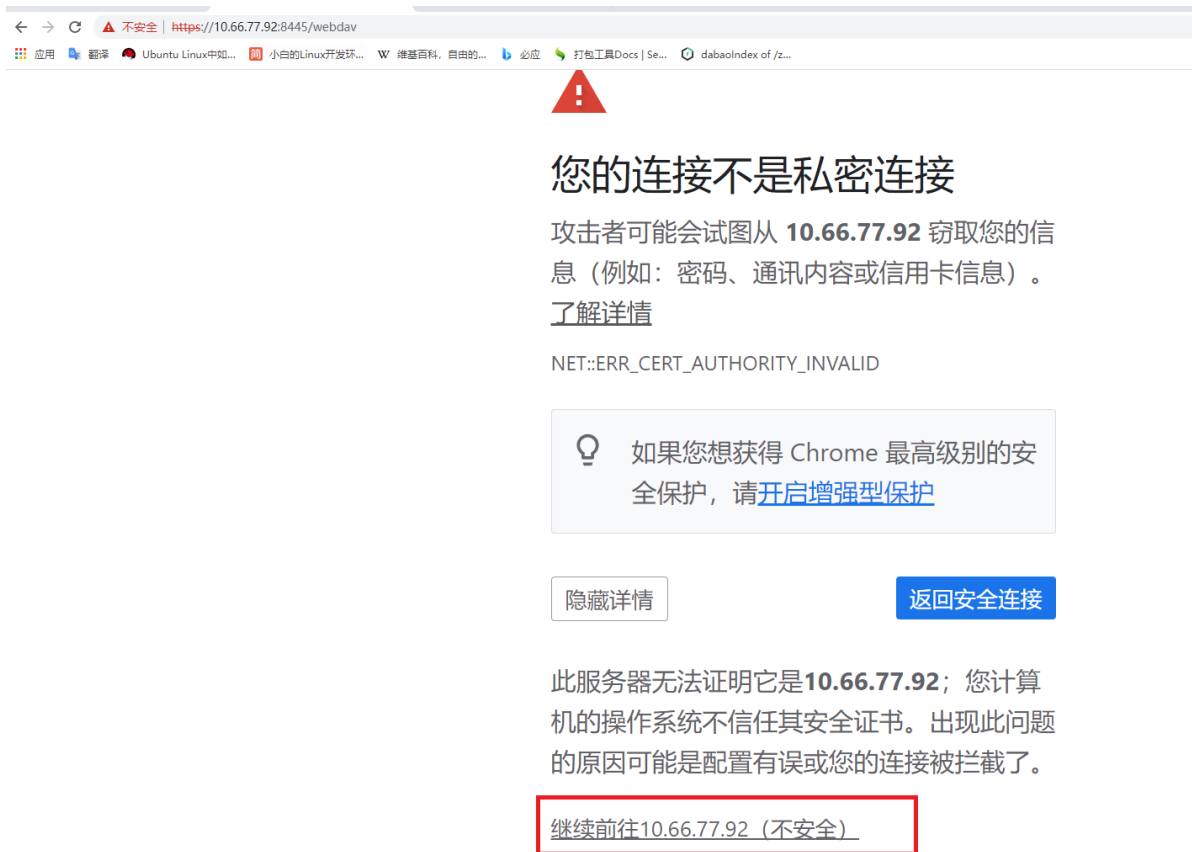 不安全 | https://10.66.77.92:8445/webdav
应用 翻译 Ubuntu Linux中如... 简 小白的Linux开发环... W 维基百科，自由的... 必应 打包工具Docs | Se... dabaoIndex of /z...
您的连接不是私密连接
攻击者可能会试图从 10.66.77.92 窃取您的信
息（例如：密码、通讯内容或信用卡信息）。
了解详情
NET::ERR_CERT_AUTHORITY_INVALID
如果您想获得 Chrome 最高级别的安
全保护，请开启增强型保护
隐藏详情 返回安全连接
此服务器无法证明它是10.66.77.92；您计算
机的操作系统不信任其安全证书。出现此问题
的原因可能是配置有误或您的连接被拦截了。
继续前往10.66.77.92（不安全）